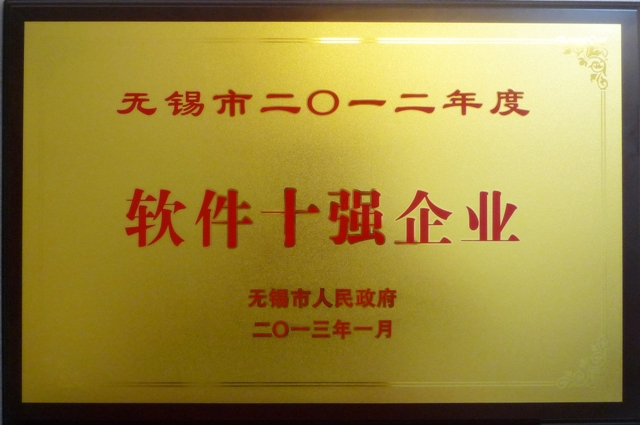 无锡市二〇一二年度
软件十强企业
无锡市人民政府
二〇一三年一月